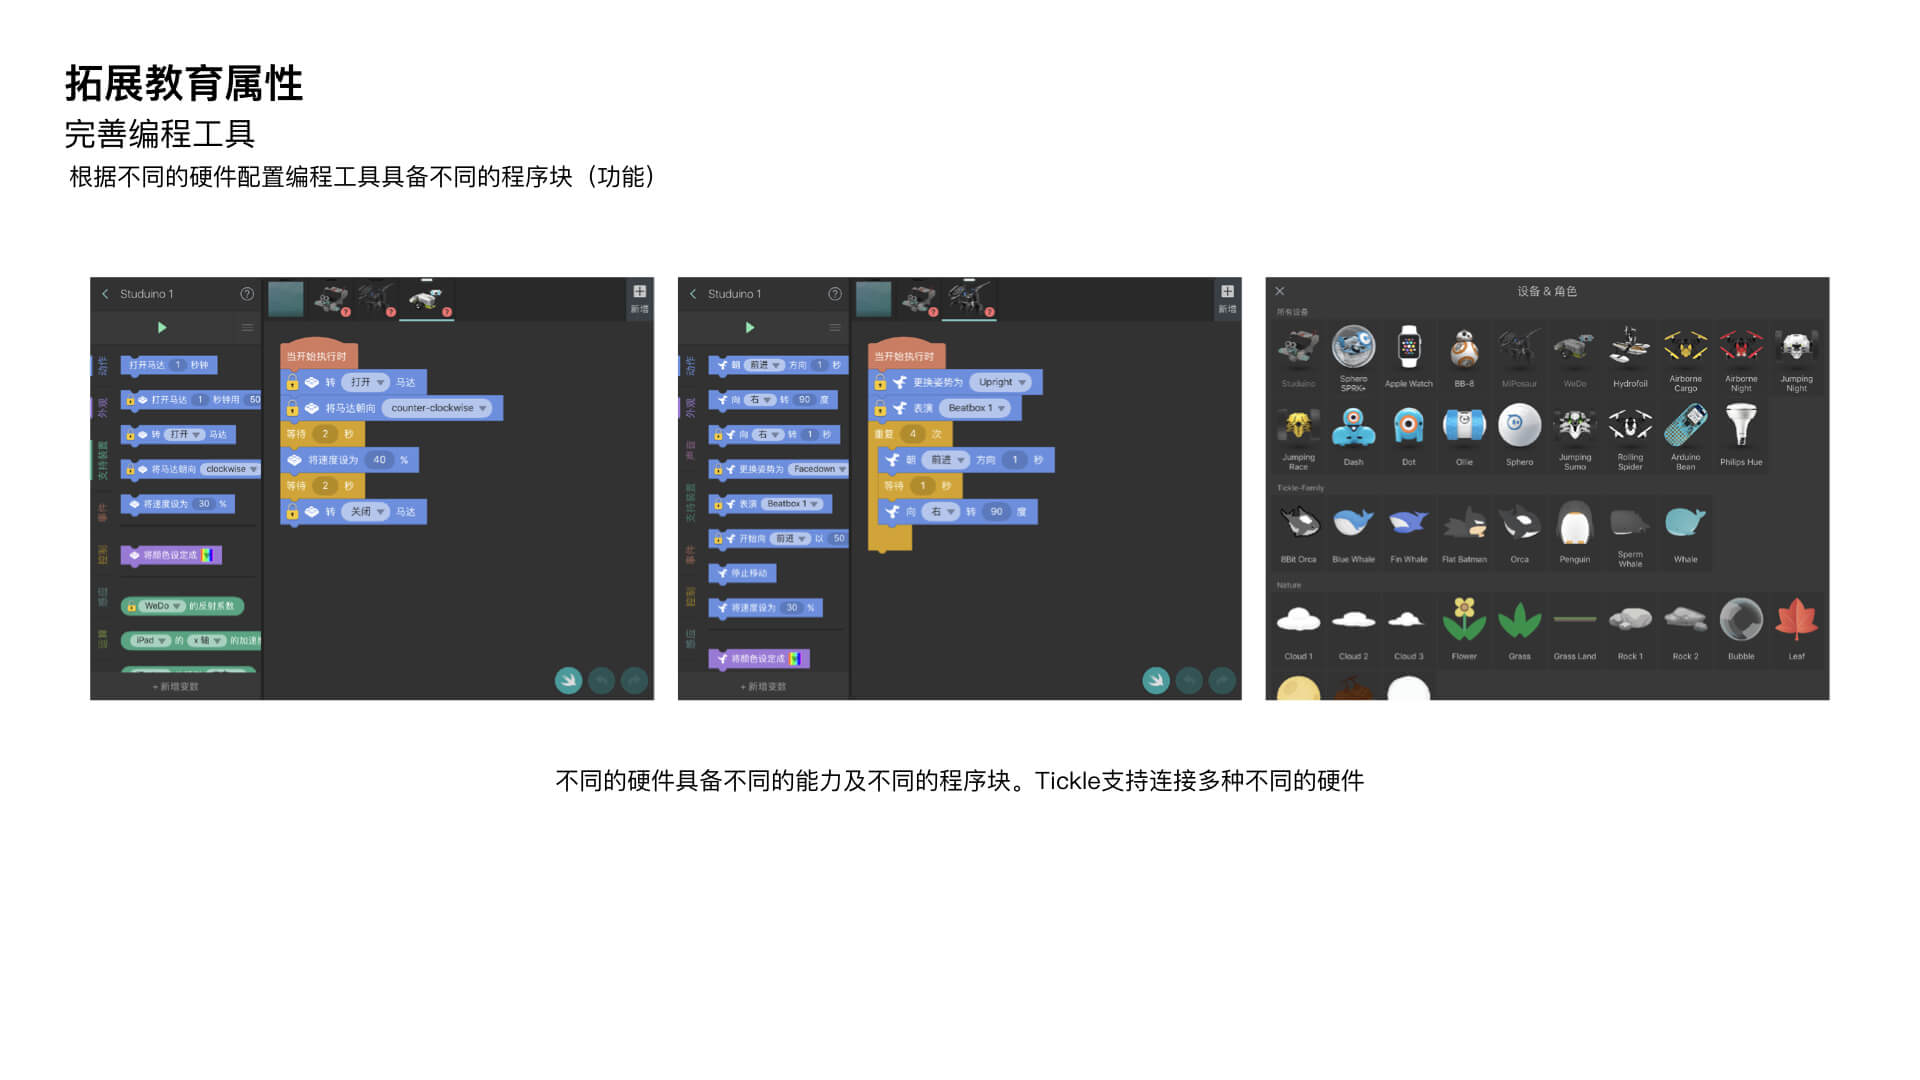 拓展教育属性
完善编程工具
根据不同的硬件配置编程工具具备不同的程序块（功能）
Studuino 1
新增
动作
外观
支持装置
事件
控制
感应
运算
打开马达 1 秒钟
打开马达 1 秒钟用 50
转 打开 马达
将马达朝向 clockwise
将速度设为 30 %
将颜色设定成
WeDo 的反射系数
iPad 的 x 轴 的加速
+ 新增变数
当开始执行时
转 打开 马达
将马达朝向 counter-clockwise
等待 2 秒
将速度设为 40 %
等待 2 秒
转 关闭 马达
Studuino 1
新增
动作
外观
声音
支持装置
事件
控制
感应
朝 前进 方向 1 秒
向 右 转 90 度
向 右 转 1 秒
更换姿势为 Facedown
表演 Beatbox 1
开始向 前进 以 50
停止移动
将速度设为 30 %
将颜色设定成
+ 新增变数
当开始执行时
更换姿势为 Upright
表演 Beatbox 1
重复 4 次
朝 前进 方向 1 秒
等待 1 秒
向 右 转 90 度
设备 & 角色
所有设备
Studuino
Sphero SPRK+
Apple Watch
BB-8
MiPosaur
WeDo
Hydrofoil
Airborne Cargo
Airborne Night
Jumping Night
Jumping Race
Dash
Dot
Ollie
Sphero
Jumping Sumo
Rolling Spider
Arduino Bean
Philips Hue
Tickle-Family
BBit Orca
Blue Whale
Fin Whale
Flat Batman
Orca
Penguin
Sperm Whale
Whale
Nature
Cloud 1
Cloud 2
Cloud 3
Flower
Grass
Grass Land
Rock 1
Rock 2
Bubble
Leaf
不同的硬件具备不同的能力及不同的程序块。Tickle支持连接多种不同的硬件